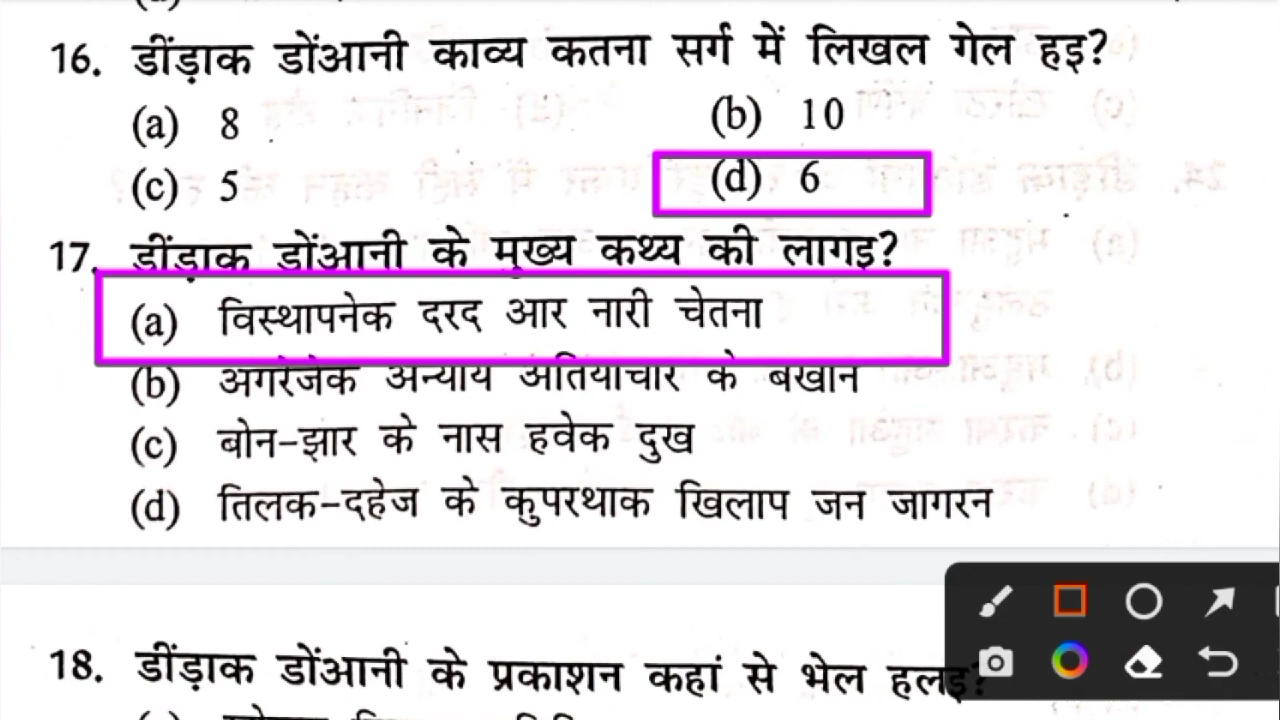 16. डींड़ाक डोंआनी काव्य कतना सर्ग में लिखल गेल हइ?
(a) 8
(b) 10
(c) 5
(d) 6
17. डींड़ाक डोंआनी के मुख्य कथ्य की लागइ?
(a) विस्थापनेक दरद आर नारी चेतना
(b) अंगरेजेक अन्याय अतियाचार के बखान
(c) बोन-झार के नास हवेक दुख
(d) तिलक-दहेज के कुपरथाक खिलाप जन जागरन
18. डींड़ाक डोंआनी के प्रकाशन कहां से भेल हलइ?